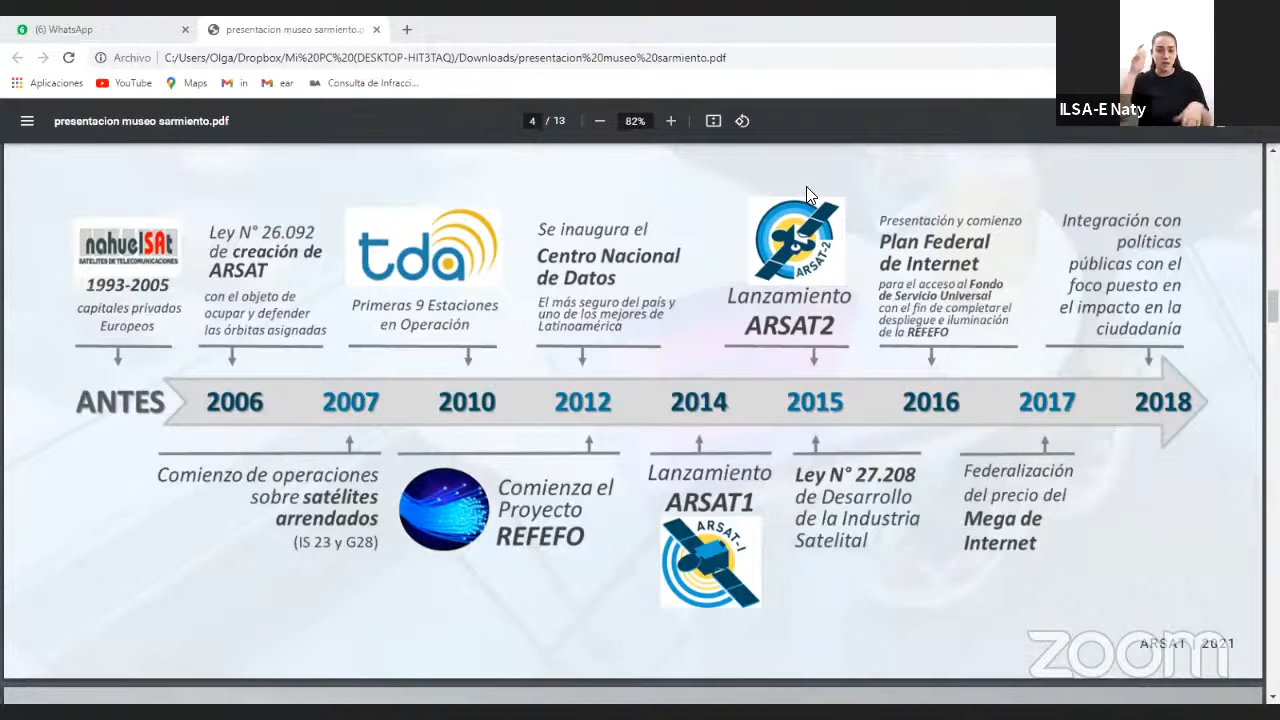 (6) WhatsApp
presentacion museo sarmiento.p
Archivo
C:/Users/Olga/Dropbox/Mi%20PC%20(DESKTOP-HIT3TAQ)/Downloads/presentacion%20museo%20sarmiento.pdf
Aplicaciones
YouTube
Maps
in
ear
Consulta de Infracci...
ILSA-E Naty
presentacion museo sarmiento.pdf
4 / 13
82%
nahuelSAt
SATELITES DE TELECOMUNICACIONES
1993-2005
capitales privados
Europeos
Ley N° 26.092
de creación de
ARSAT
con el objeto de
ocupar y defender
las órbitas asignadas
tda
Primeras 9 Estaciones
en Operación
Se inaugura el
Centro Nacional
de Datos
El más seguro del país y
uno de los mejores de
Latinoamérica
ARSAT-2
Lanzamiento
ARSAT2
Presentación y comienzo
Plan Federal
de Internet
para el acceso al Fondo
de Servicio Universal
con el fin de completar el
despliegue e iluminación
de la REFEFO
Integración con
políticas
públicas con el
foco puesto en
el impacto en la
ciudadanía
ANTES
2006
2007
2010
2012
2014
2015
2016
2017
2018
Comienzo de operaciones
sobre satélites
arrendados
(IS 23 y G28)
Comienza el
Proyecto
REFEFO
Lanzamiento
ARSAT1
ARSAT-1
Ley N° 27.208
de Desarrollo
de la Industria
Satelital
Federalización
del precio del
Mega de
Internet
ARSAT | 2021
zoom